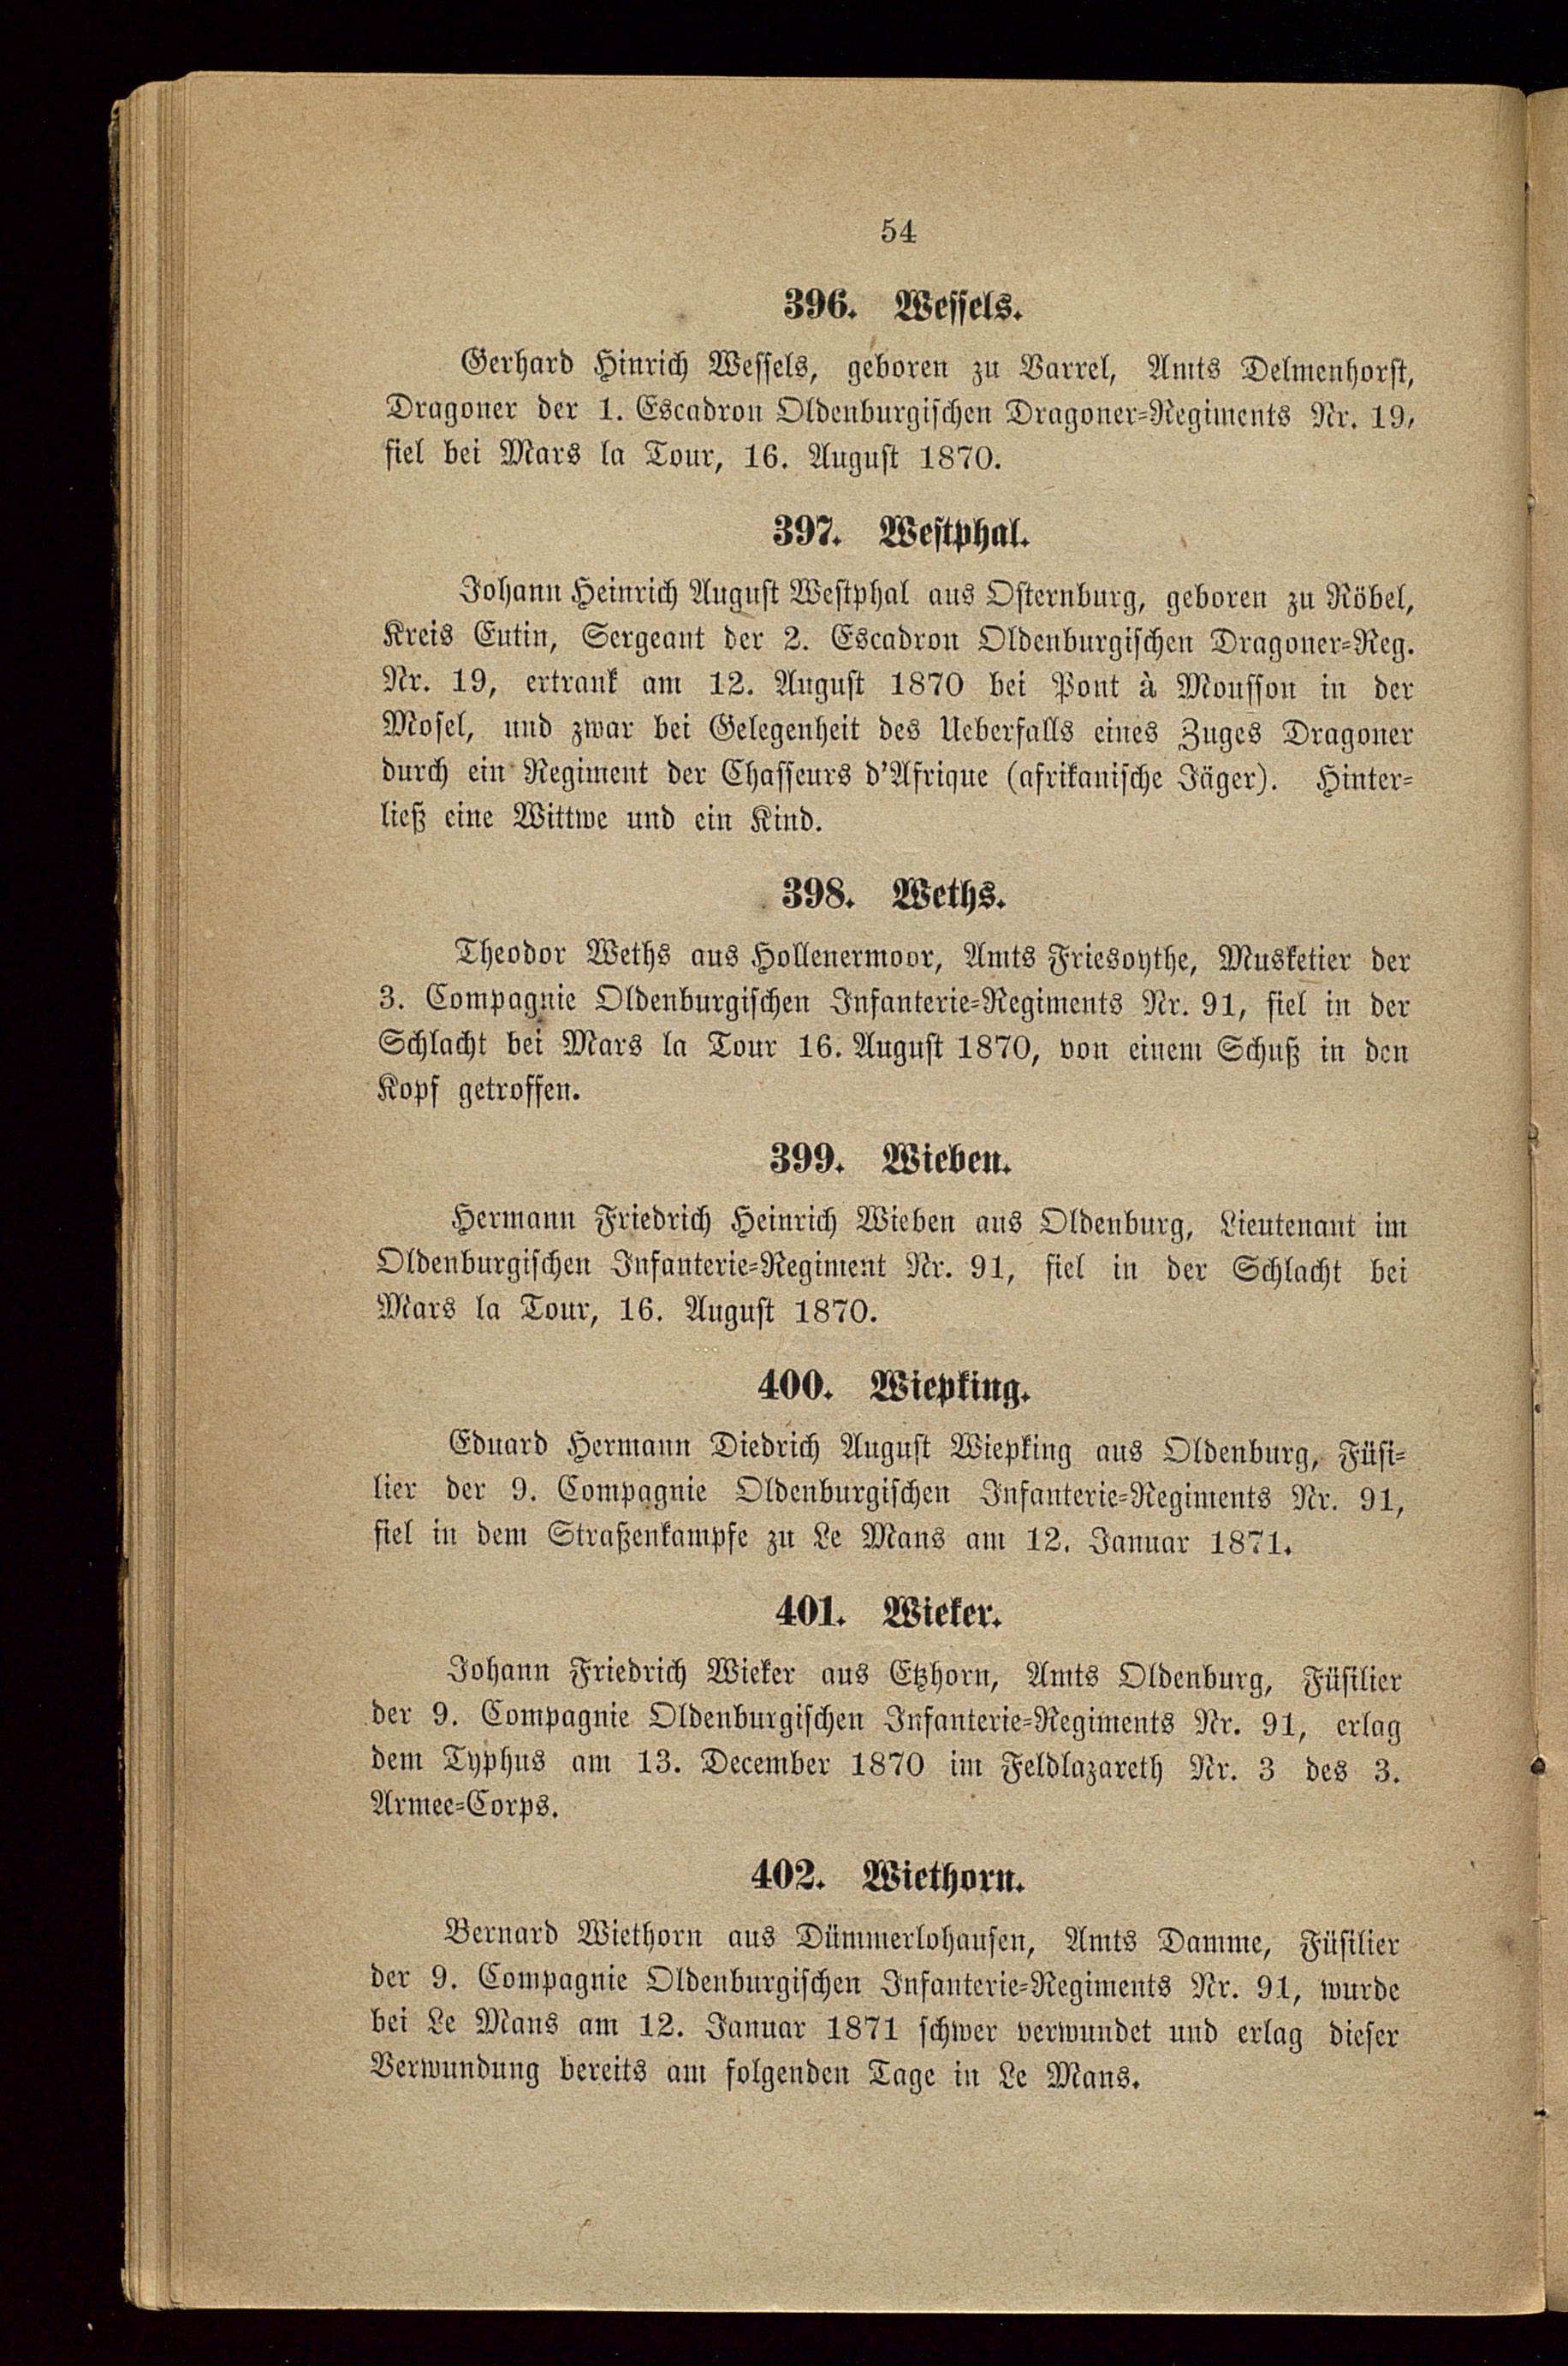 54
396. Wessels.
Gerhard Hinrich Wessels, geboren zu Varrel, Amts Delmenhorst,
Dragoner der 1. Escadron Oldenburgischen Dragoner-Regiments Nr. 19,
fiel bei Mars la Tour, 16. August 1870.
397. Westphal.
Johann Heinrich August Westphal aus Osternburg, geboren zu Röbel,
Kreis Eutin, Sergeant der 2. Escadron Oldenburgischen Dragoner-Reg.
Nr. 19, ertrank am 12. August 1870 bei Pont à Mousson in der
Mosel, und zwar bei Gelegenheit des Ueberfalls eines Zuges Dragoner
durch ein Regiment der Chasseurs d'Afrique (afrikanische Jäger). Hinter-
ließ eine Wittwe und ein Kind.
398. Weths.
Theodor Weths aus Hollenermoor, Amts Friesoythe, Musketier der
3. Compagnie Oldenburgischen Infanterie-Regiments Nr. 91, fiel in der
Schlacht bei Mars la Tour 16. August 1870, von einem Schuß in den
Kopf getroffen.
399. Wieben.
Hermann Friedrich Heinrich Wieben aus Oldenburg, Lieutenant im
Oldenburgischen Infanterie-Regiment Nr. 91, fiel in der Schlacht bei
Mars la Tour, 16. August 1870.
400. Wiepking.
Eduard Hermann Diedrich August Wiepking aus Oldenburg, Füsi-
lier der 9. Compagnie Oldenburgischen Infanterie-Regiments Nr. 91,
fiel in dem Straßenkampfe zu Le Mans am 12. Januar 1871.
401. Wieker.
Johann Friedrich Wieker aus Etzhorn, Amts Oldenburg, Füsilier
der 9. Compagnie Oldenburgischen Infanterie-Regiments Nr. 91, erlag
dem Typhus am 13. December 1870 im Feldlazareth Nr. 3 des 3.
Armee-Corps.
402. Wiethorn.
Bernard Wiethorn aus Dümmerlohausen, Amts Damme, Füsilier
der 9. Compagnie Oldenburgischen Infanterie-Regiments Nr. 91, wurde
bei Le Mans am 12. Januar 1871 schwer verwundet und erlag dieser
Verwundung bereits am folgenden Tage in Le Mans.